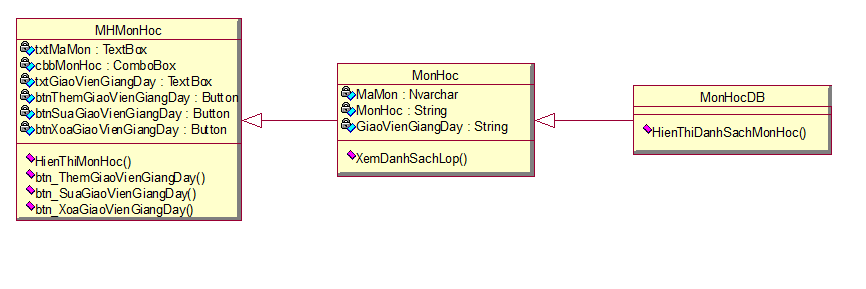 MHMonHoc
txtMaMon : TextBox
cbbMonHoc : ComboBox
txtGiaoVienGiangDay : TextBox
btnThemGiaoVienGiangDay : Button
btnSuaGiaoVienGiangDay : Button
btnXoaGiaoVienGiangDay : Button
HienThiMonHoc()
btn_ThemGiaoVienGiangDay()
btn_SuaGiaoVienGiangDay()
btn_XoaGiaoVienGiangDay()
MonHoc
MaMon : Nvarchar
MonHoc : String
GiaoVienGiangDay : String
XemDanhSachLop()
MonHocDB
HienThiDanhSachMonHoc()